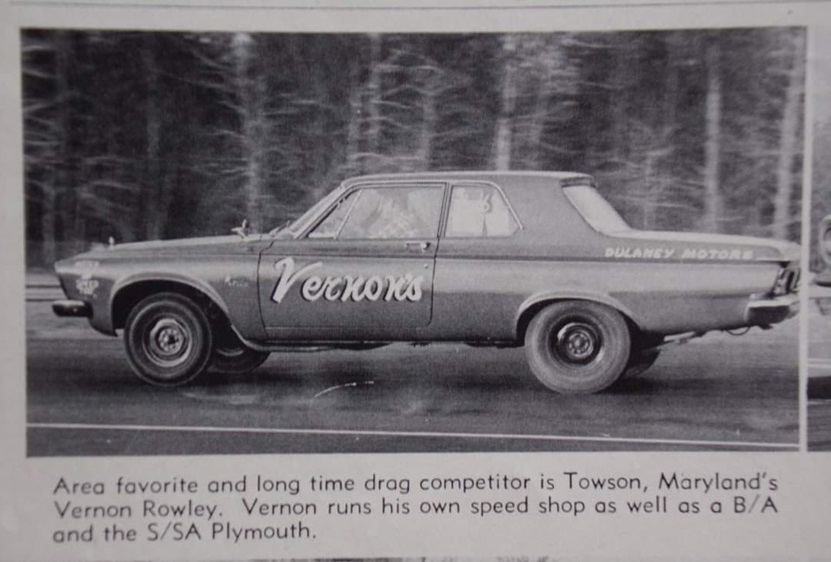 Vernon's
DULANEY MOTORS
Area favorite and long time drag competitor is Towson, Maryland's
Vernon Rowley. Vernon runs his own speed shop as well as a B/A
and the S/SA Plymouth.